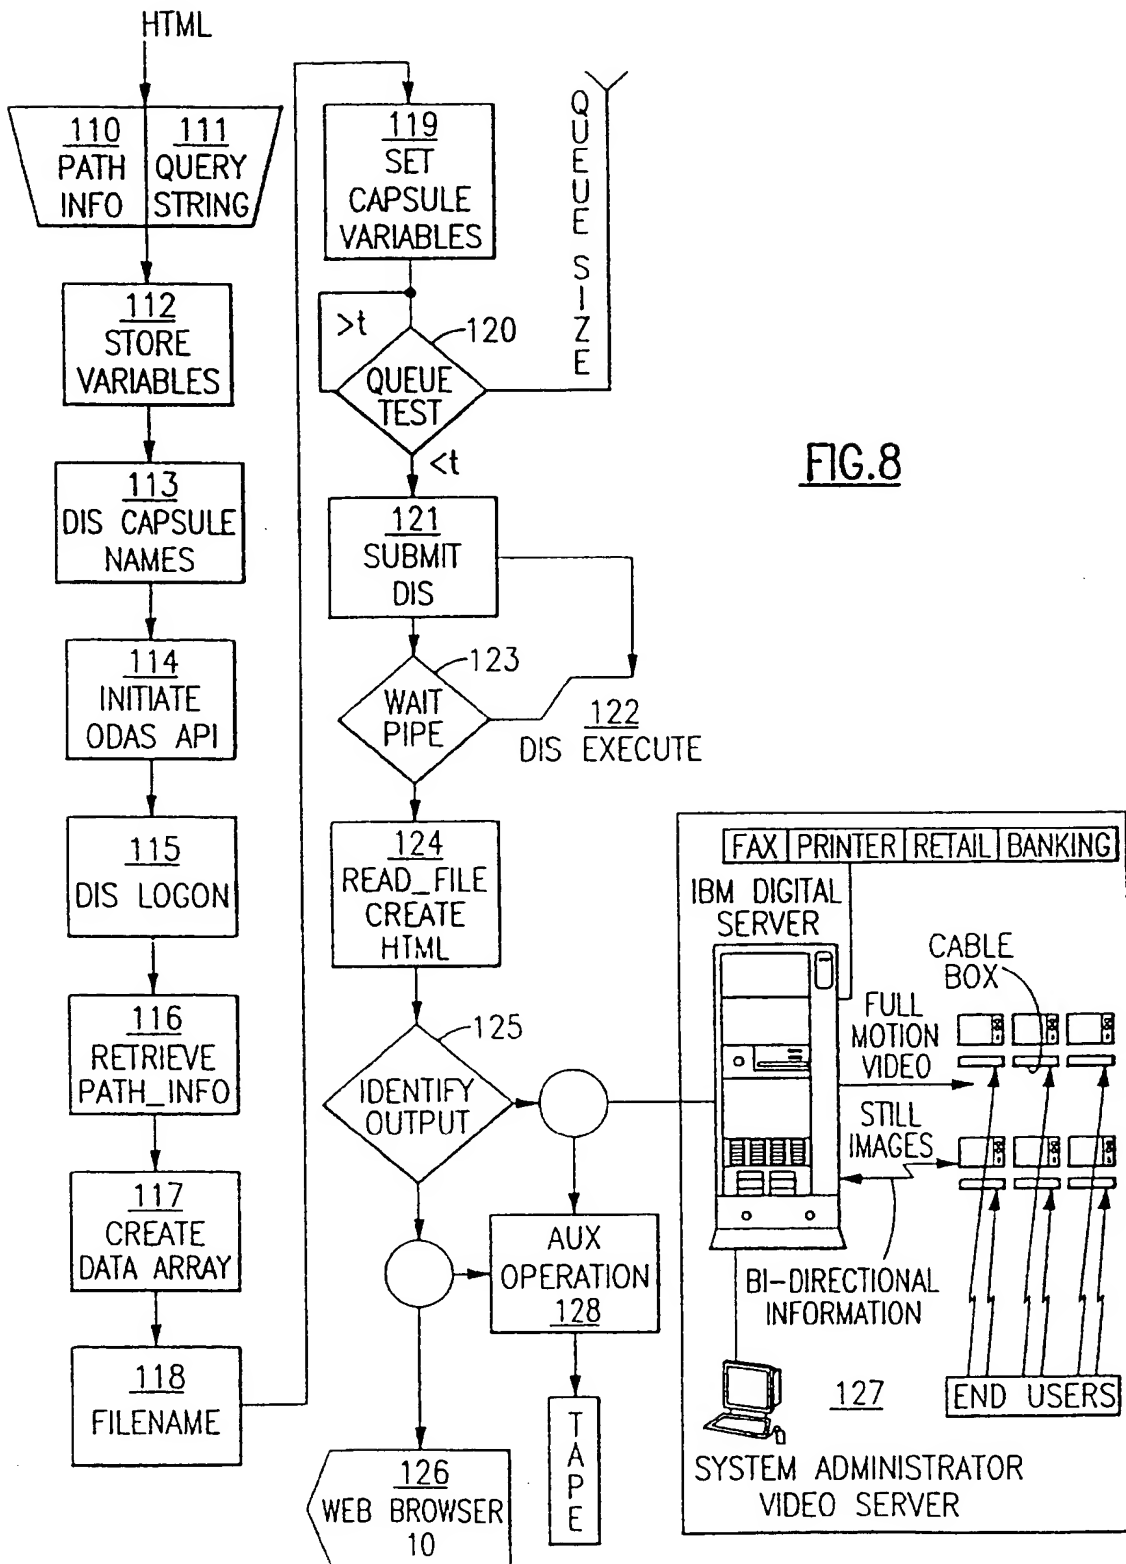 HTML
110
PATH
INFO
111
QUERY
STRING
112
STORE
VARIABLES
113
DIS CAPSULE
NAMES
114
INITIATE
ODAS API
115
DIS LOGON
116
RETRIEVE
PATH_INFO
117
CREATE
DATA ARRAY
118
FILENAME
119
SET
CAPSULE
VARIABLES
QUEUE SIZE
>t
120
QUEUE
TEST
<t
FIG.8
121
SUBMIT
DIS
123
WAIT
PIPE
122
DIS EXECUTE
124
READ_FILE
CREATE
HTML
125
IDENTIFY
OUTPUT
AUX
OPERATION
128
TAPE
126
WEB BROWSER
10
FAX PRINTER RETAIL BANKING
IBM DIGITAL
SERVER
CABLE
BOX
FULL
MOTION
VIDEO
STILL
IMAGES
BI-DIRECTIONAL
INFORMATION
END USERS
127
SYSTEM ADMINISTRATOR
VIDEO SERVER